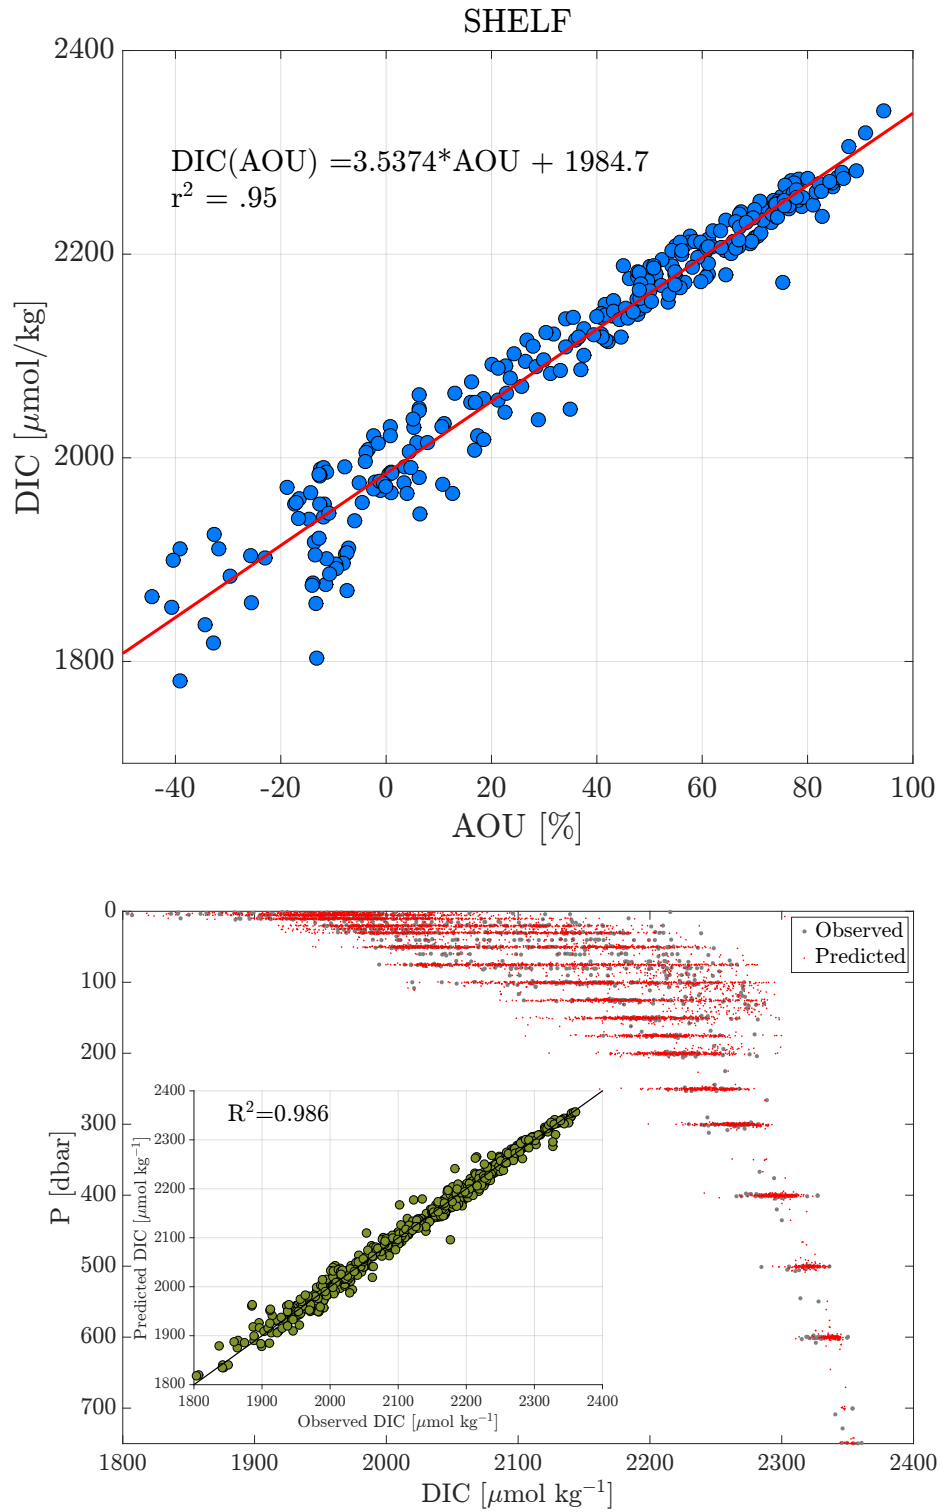 SHELF
2400
2200
2000
1800
DIC [μmol/kg]
DIC(AOU) =3.5374*AOU + 1984.7
r² = .95
-40 -20 0 20 40 60 80 100
AOU [%]
0
100
200
300
400
500
600
700
P [dbar]
Observed
Predicted
R²=0.986
2400
2300
2200
2100
2000
1900
1800
Predicted DIC [μmol kg⁻¹]
1800 1900 2000 2100 2200 2300 2400
Observed DIC [μmol kg⁻¹]
1800 1900 2000 2100 2200 2300 2400
DIC [μmol kg⁻¹]